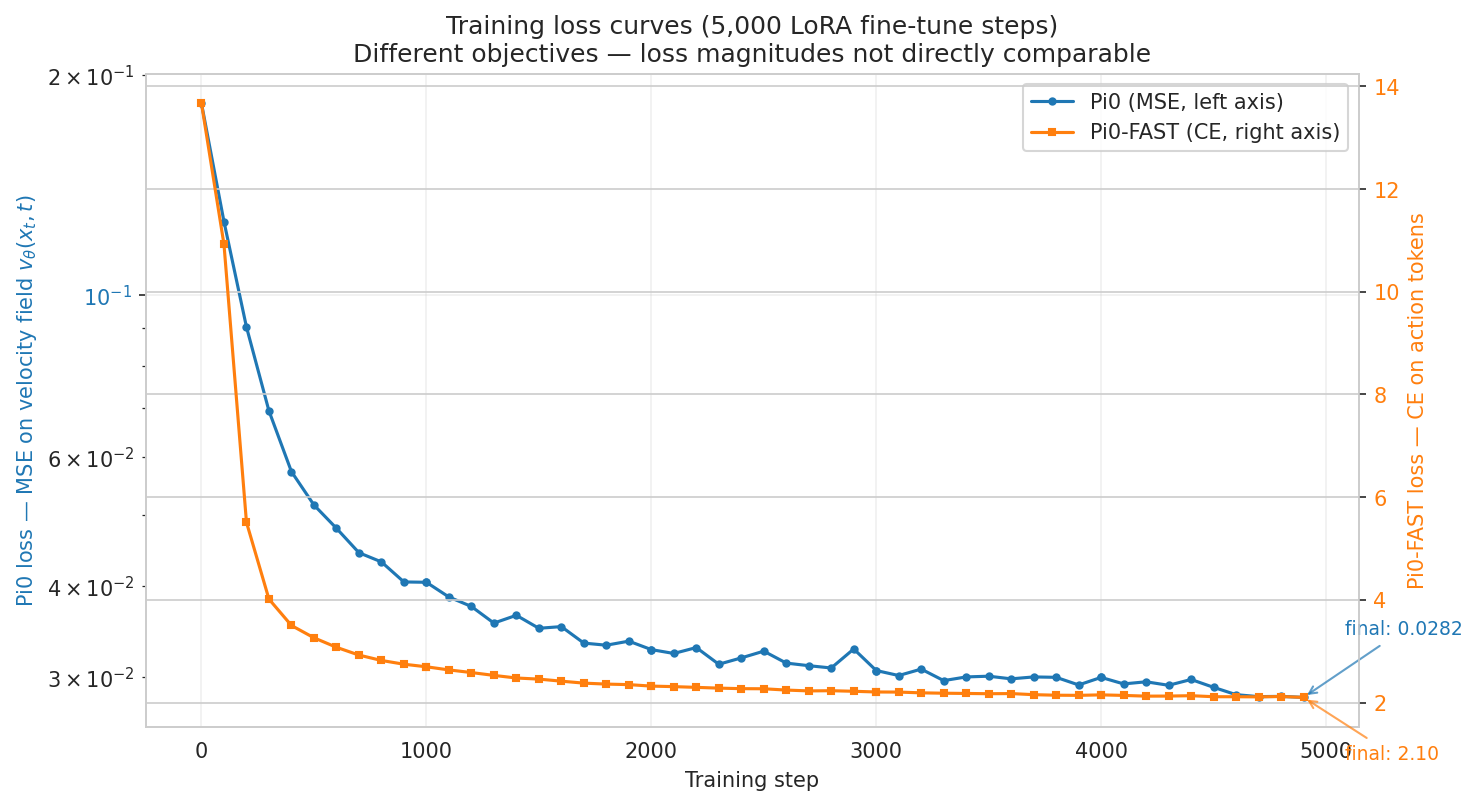 Training loss curves (5,000 LoRA fine-tune steps)
Different objectives — loss magnitudes not directly comparable
Pi0 loss — MSE on velocity field v_θ(x_t, t)
2 × 10⁻¹
10⁻¹
6 × 10⁻²
4 × 10⁻²
3 × 10⁻²
Pi0 (MSE, left axis)
Pi0-FAST (CE, right axis)
14
12
10
8
6
4
2
Pi0-FAST loss — CE on action tokens
final: 0.0282
final: 2.10
0 1000 2000 3000 4000 5000
Training step